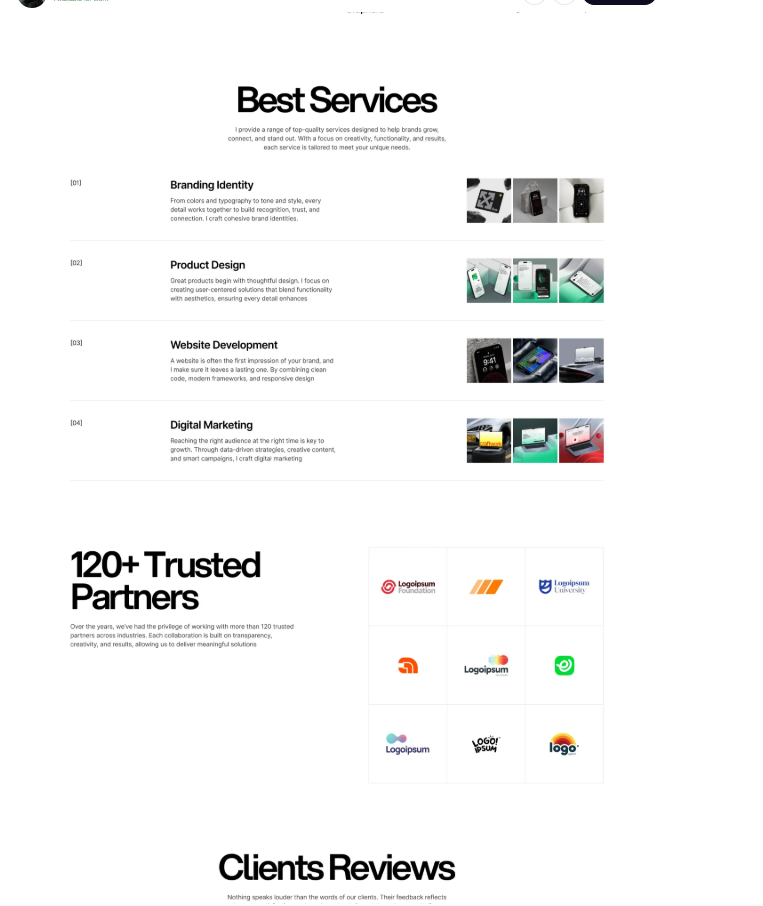 Best Services
I provide a range of top-quality services designed to help brands grow,
connect, and stand out. With a focus on creativity, functionality, and results,
each service is tailored to meet your unique needs.
[01]
Branding Identity
From colors and typography to tone and style, every
detail works together to build recognition, trust, and
connection. I craft cohesive brand identities.
[02]
Product Design
Great products begin with thoughtful design. I focus on
creating user-centered solutions that blend functionality
with aesthetics, ensuring every detail enhances
[03]
Website Development
A website is often the first impression of your brand, and
I make sure it leaves a lasting one. By combining clean
code, modern frameworks, and responsive design
9:41
[04]
Digital Marketing
Reaching the right audience at the right time is key to
growth. Through data-driven strategies, creative content,
and smart campaigns, I craft digital marketing
120+ Trusted
Partners
Over the years, we've had the privilege of working with more than 120 trusted
partners across industries. Each collaboration is built on transparency,
creativity, and results, allowing us to deliver meaningful solutions
Logoipsum
Foundation
Logoipsum
University
Logoipsum
Logoipsum
LOGO!
IPSUM
logo
Clients Reviews
Nothing speaks louder than the words of our clients. Their feedback reflects